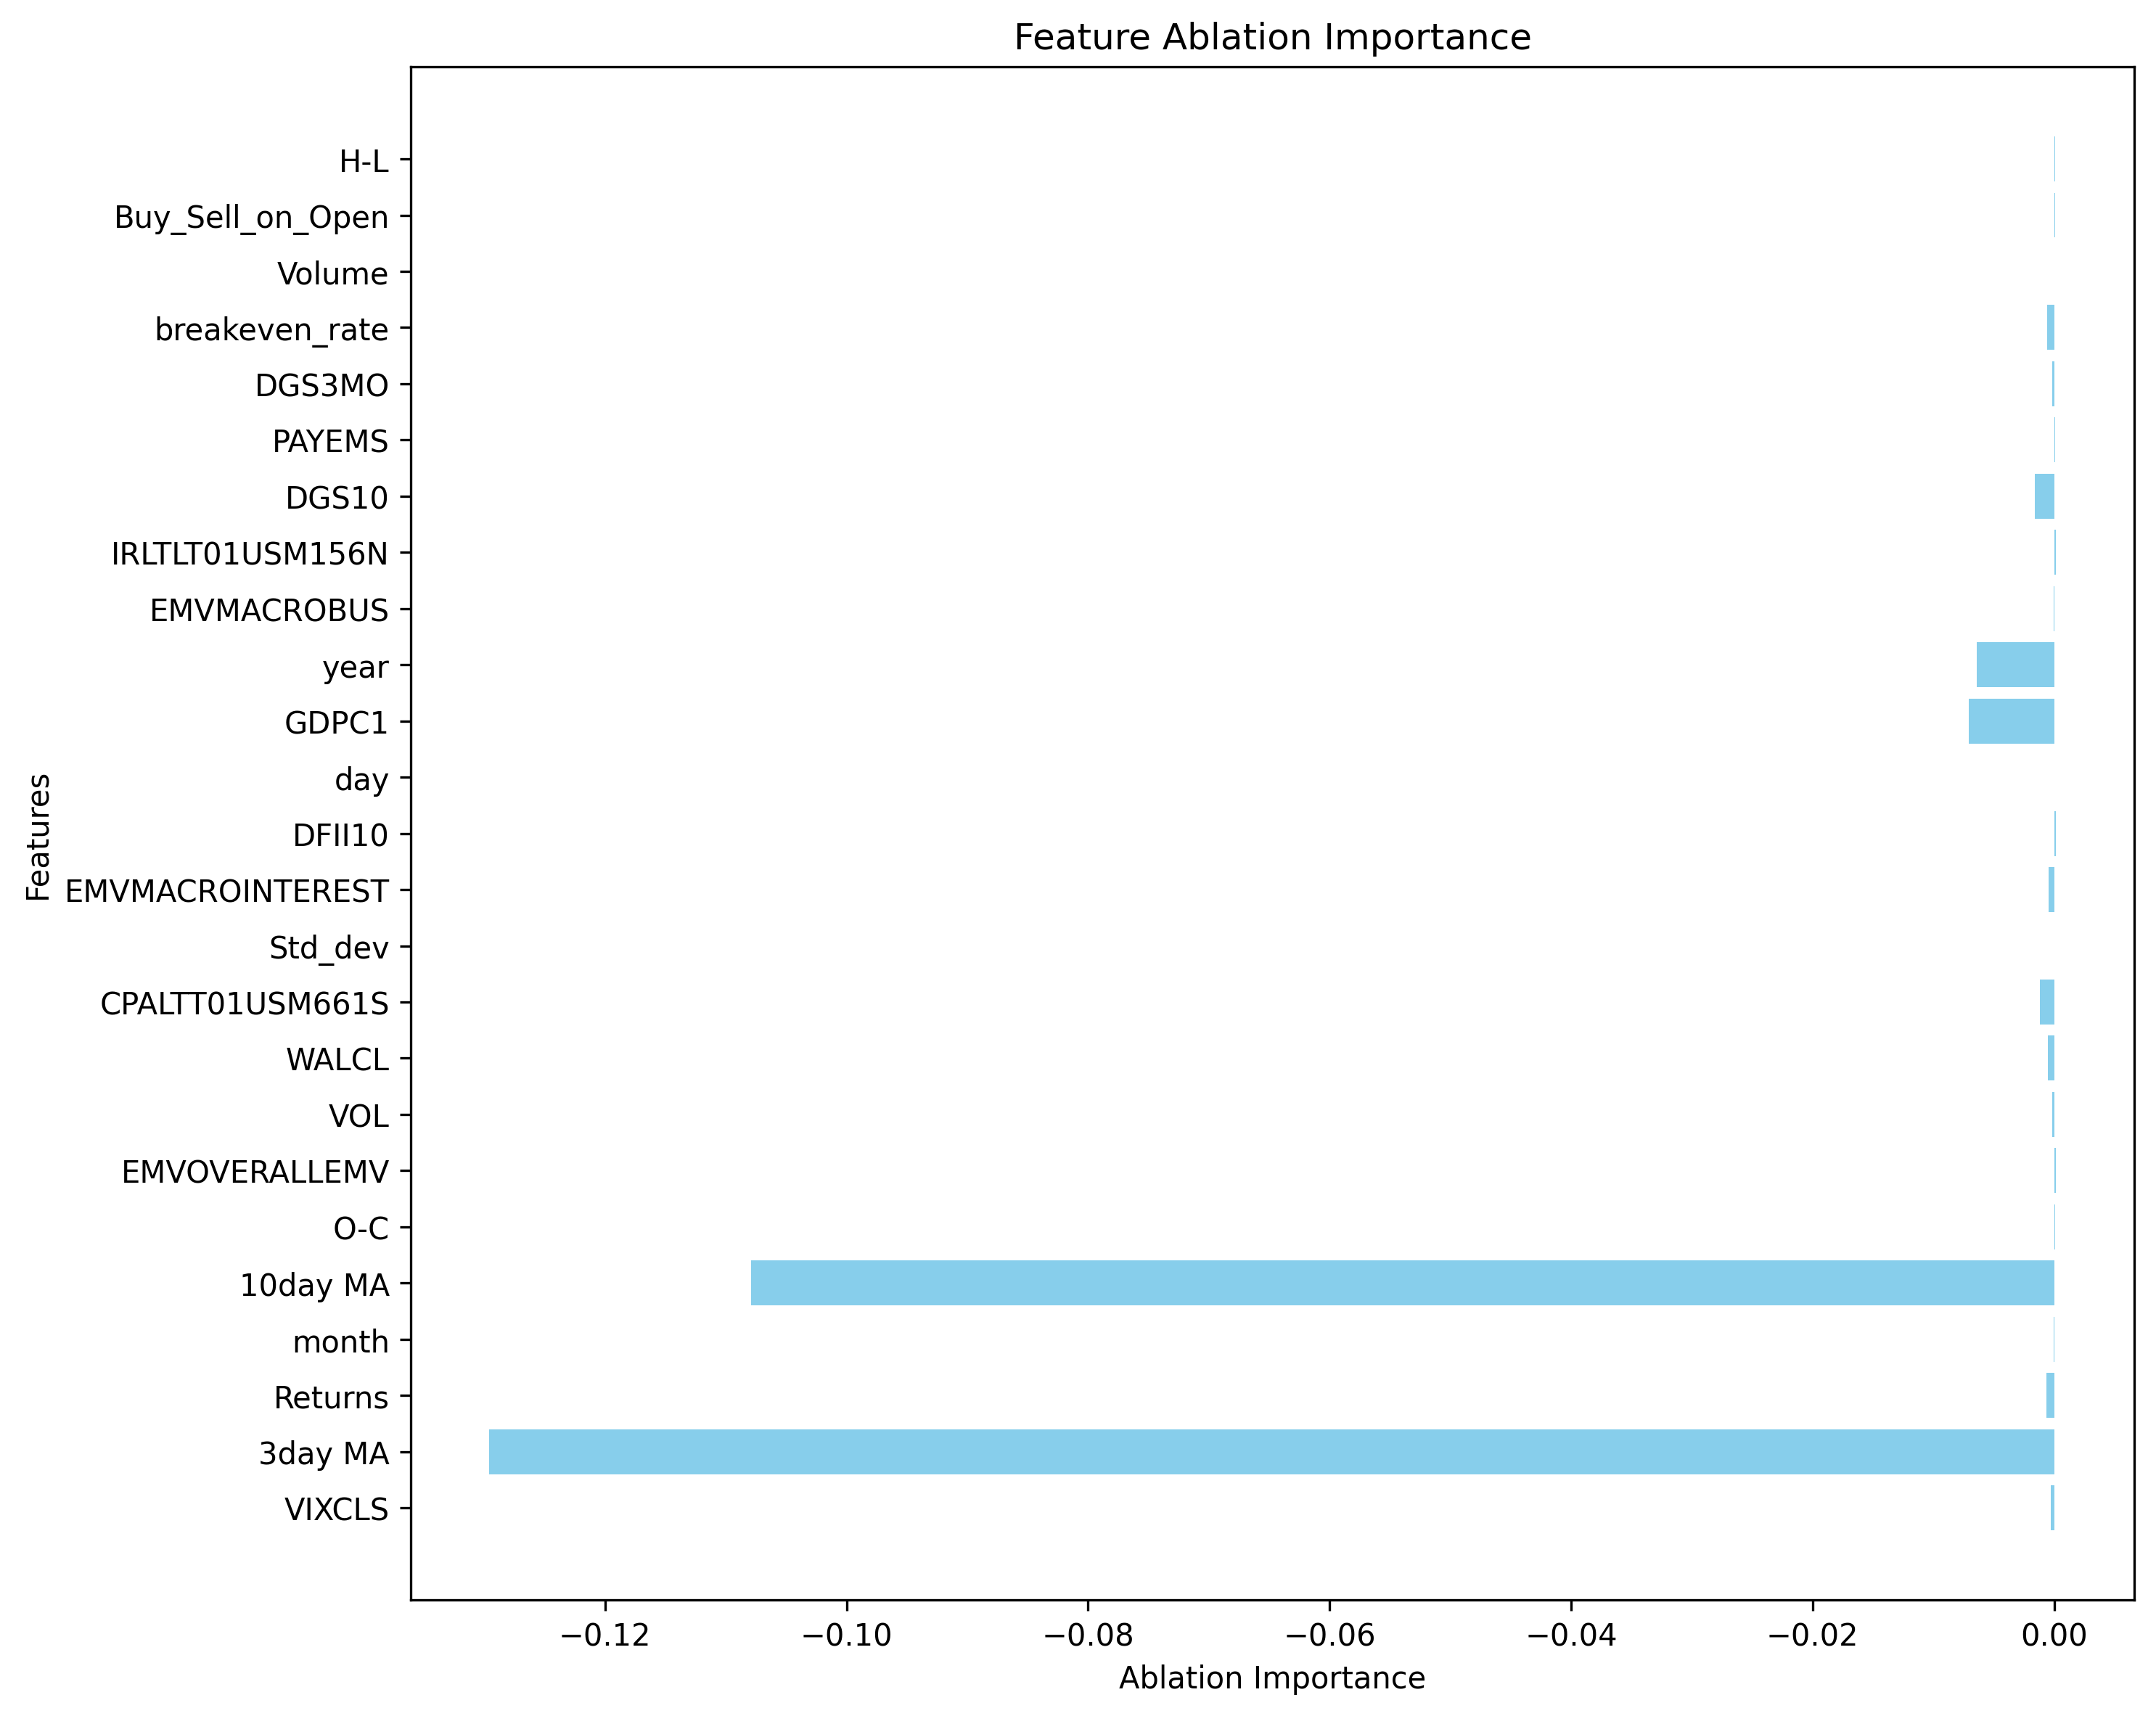 Feature Ablation Importance
H-L
Buy_Sell_on_Open
Volume
breakeven_rate
DGS3MO
PAYEMS
DGS10
IRLTLT01USM156N
EMVMACROBUS
year
GDPC1
day
DFII10
EMVMACROINTEREST
Std_dev
CPALTT01USM661S
WALCL
VOL
EMVOVERALLEMV
O-C
10day MA
month
Returns
3day MA
VIXCLS
Features
−0.12 −0.10 −0.08 −0.06 −0.04 −0.02 0.00
Ablation Importance